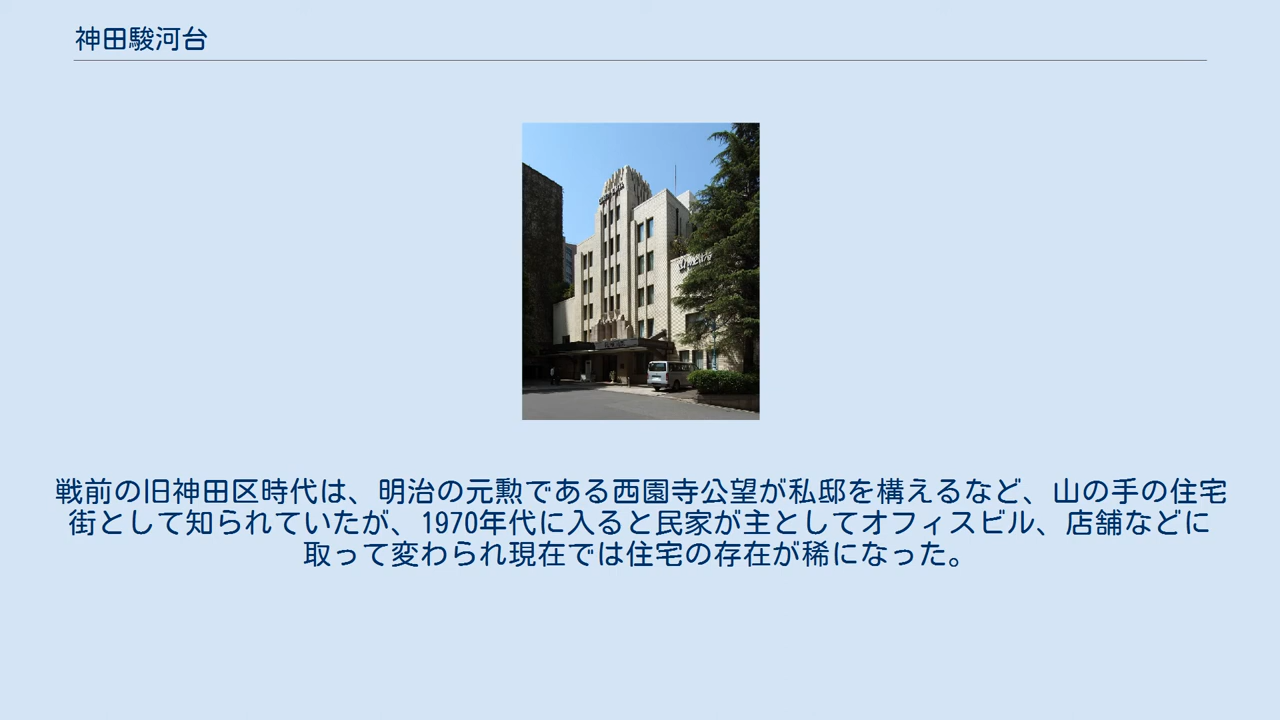 神田駿河台
戦前の旧神田区時代は、明治の元勲である西園寺公望が私邸を構えるなど、山の手の住宅
街として知られていたが、1970年代に入ると民家が主としてオフィスビル、店舗などに
取って変わられ現在では住宅の存在が稀になった。